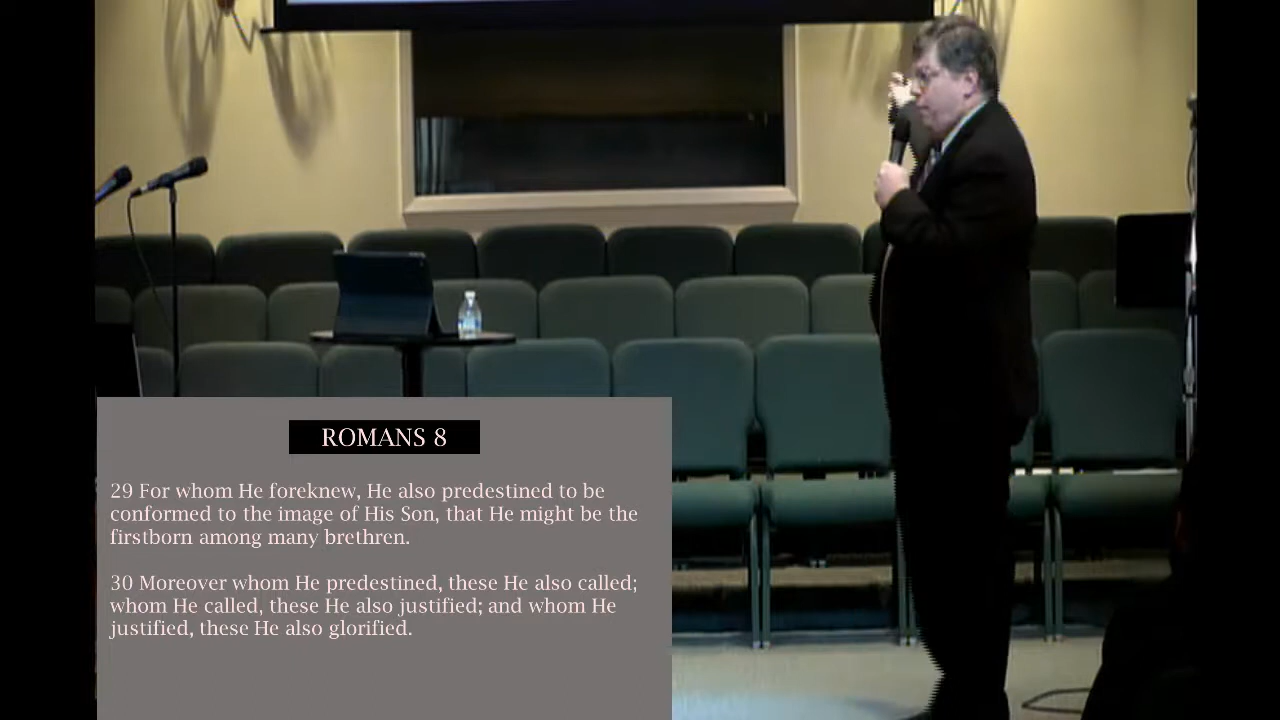 ROMANS 8
29 For whom He foreknew, He also predestined to be
conformed to the image of His Son, that He might be the
firstborn among many brethren.
30 Moreover whom He predestined, these He also called;
whom He called, these He also justified; and whom He
justified, these He also glorified.